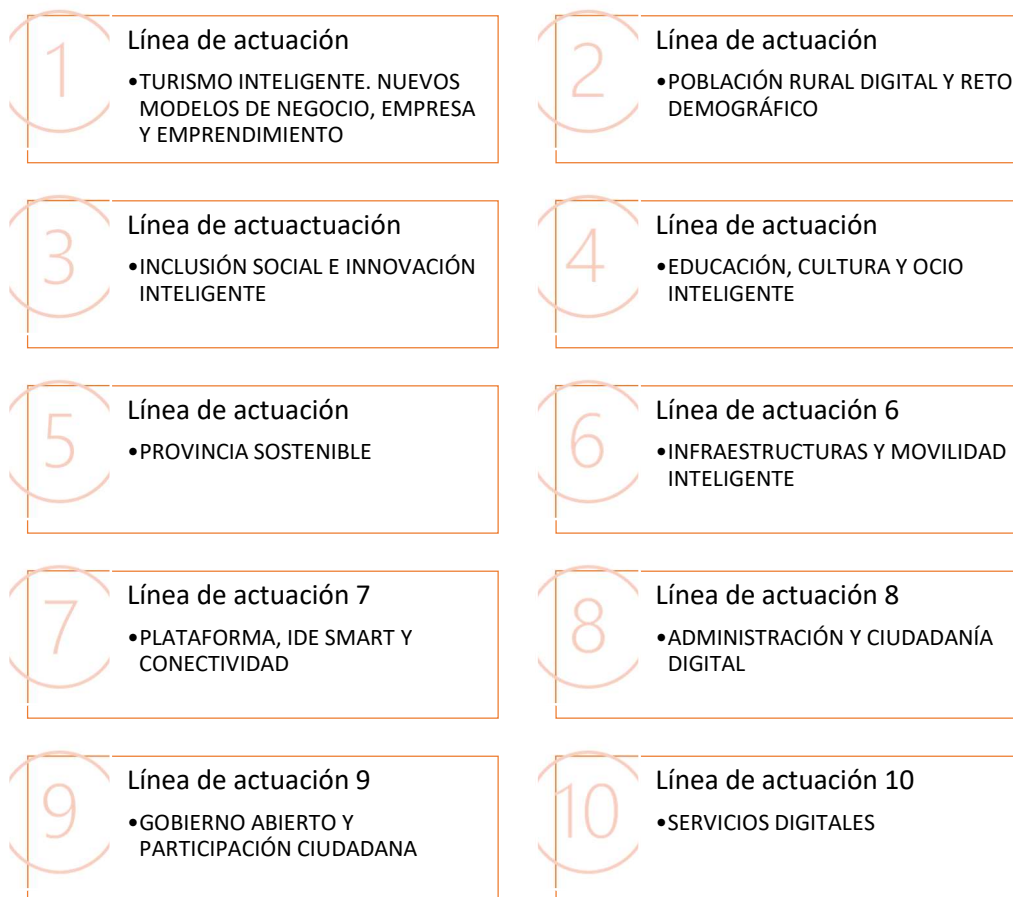 1
Línea de actuación
•TURISMO INTELIGENTE. NUEVOS
MODELOS DE NEGOCIO, EMPRESA
Y EMPRENDIMIENTO
2
Línea de actuación
•POBLACIÓN RURAL DIGITAL Y RETO
DEMOGRÁFICO
3
Línea de actuactuación
•INCLUSIÓN SOCIAL E INNOVACIÓN
INTELIGENTE
4
Línea de actuación
•EDUCACIÓN, CULTURA Y OCIO
INTELIGENTE
5
Línea de actuación
•PROVINCIA SOSTENIBLE
6
Línea de actuación 6
•INFRAESTRUCTURAS Y MOVILIDAD
INTELIGENTE
7
Línea de actuación 7
•PLATAFORMA, IDE SMART Y
CONECTIVIDAD
8
Línea de actuación 8
•ADMINISTRACIÓN Y CIUDADANÍA
DIGITAL
9
Línea de actuación 9
•GOBIERNO ABIERTO Y
PARTICIPACIÓN CIUDADANA
10
Línea de actuación 10
•SERVICIOS DIGITALES